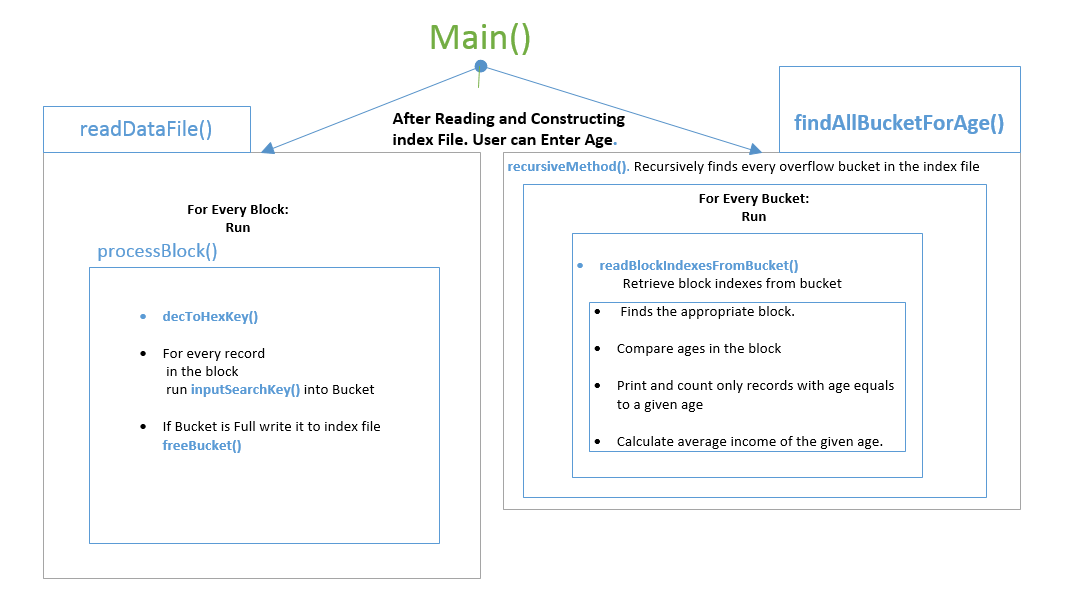 Main()
After Reading and Constructing
index File. User can Enter Age.
readDataFile()
For Every Block:
Run
processBlock()
• decToHexKey()
• For every record
in the block
run inputSearchKey() into Bucket
• If Bucket is Full write it to index file
freeBucket()
findAllBucketForAge()
recursiveMethod(). Recursively finds every overflow bucket in the index file
For Every Bucket:
Run
• readBlockIndexesFromBucket()
Retrieve block indexes from bucket
• Finds the appropriate block.
• Compare ages in the block
• Print and count only records with age equals
to a given age
• Calculate average income of the given age.